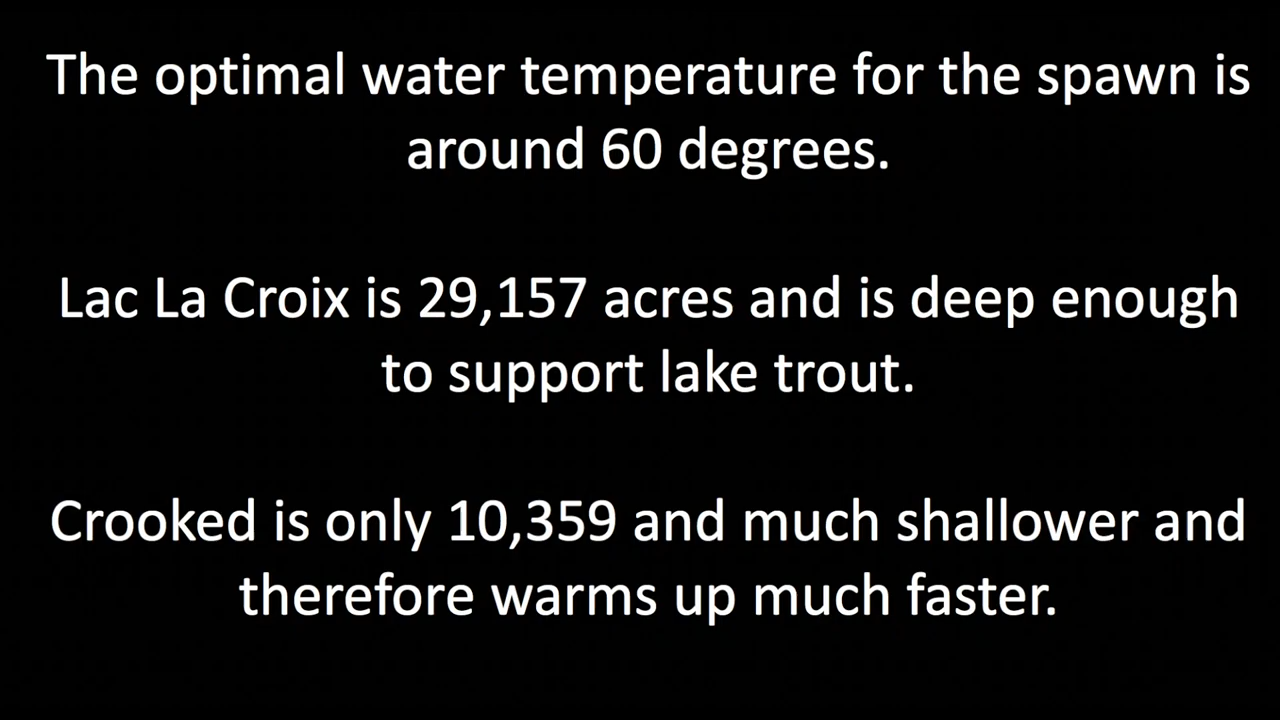 The optimal water temperature for the spawn is
around 60 degrees.
Lac La Croix is 29,157 acres and is deep enough
to support lake trout.
Crooked is only 10,359 and much shallower and
therefore warms up much faster.